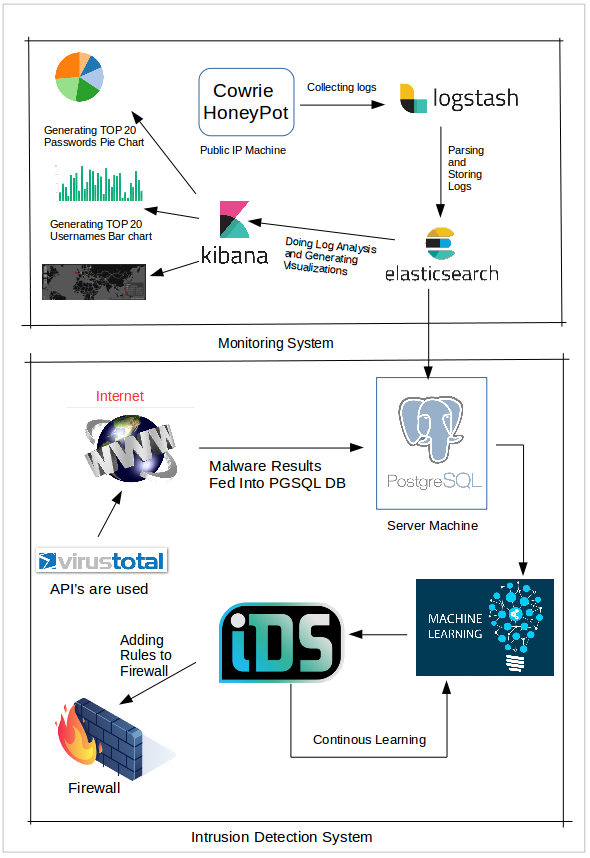 Cowrie
HoneyPot
Public IP Machine
Collecting logs
logstash
Parsing
and
Storing
Logs
elasticsearch
Doing Log Analysis
and Generating
Visualizations
kibana
Generating TOP 20
Passwords Pie Chart
Generating TOP 20
Usernames Bar chart
Monitoring System
Internet
WWW
Malware Results
Fed Into PGSQL DB
PostgreSQL
Server Machine
virustotal
API's are used
MACHINE
LEARNING
iDS
Adding
Rules to
Firewall
Continous Learning
Firewall
Intrusion Detection System